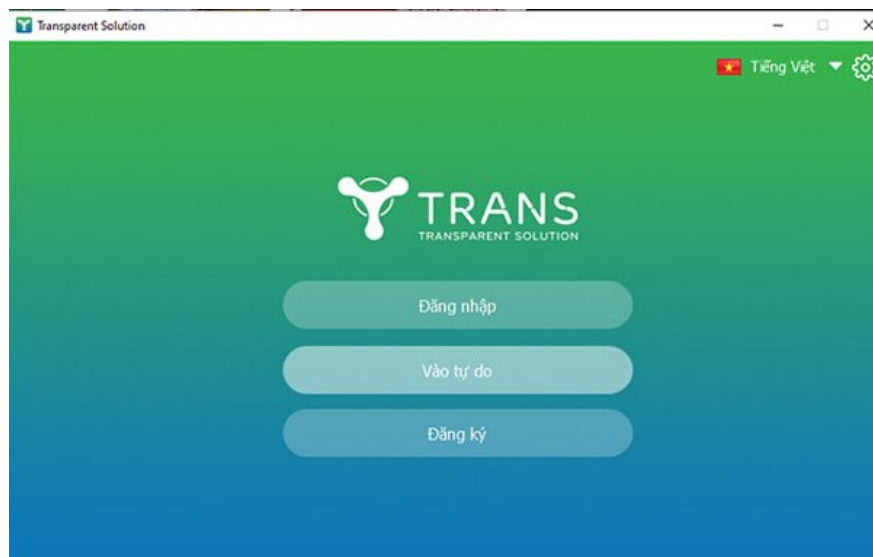 Transparent Solution
Tiếng Việt
TRANS
TRANSPARENT SOLUTION
Đăng nhập
Vào tự do
Đăng ký